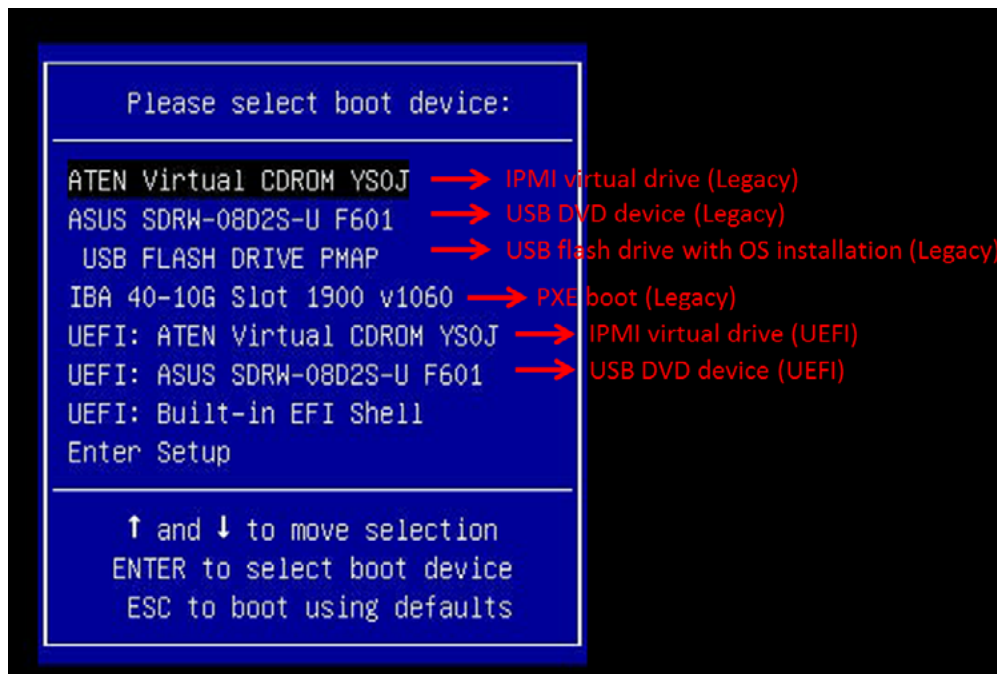 Please select boot device:
ATEN Virtual CDROM YS0J → IPMI virtual drive (Legacy)
ASUS SDRW-08D2S-U F601 → USB DVD device (Legacy)
USB FLASH DRIVE PMAP → USB flash drive with OS installation (Legacy)
IBA 40-10G Slot 1900 v1060 → PXE boot (Legacy)
UEFI: ATEN Virtual CDROM YS0J → IPMI virtual drive (UEFI)
UEFI: ASUS SDRW-08D2S-U F601 → USB DVD device (UEFI)
UEFI: Built-in EFI Shell
Enter Setup
↑ and ↓ to move selection
ENTER to select boot device
ESC to boot using defaults